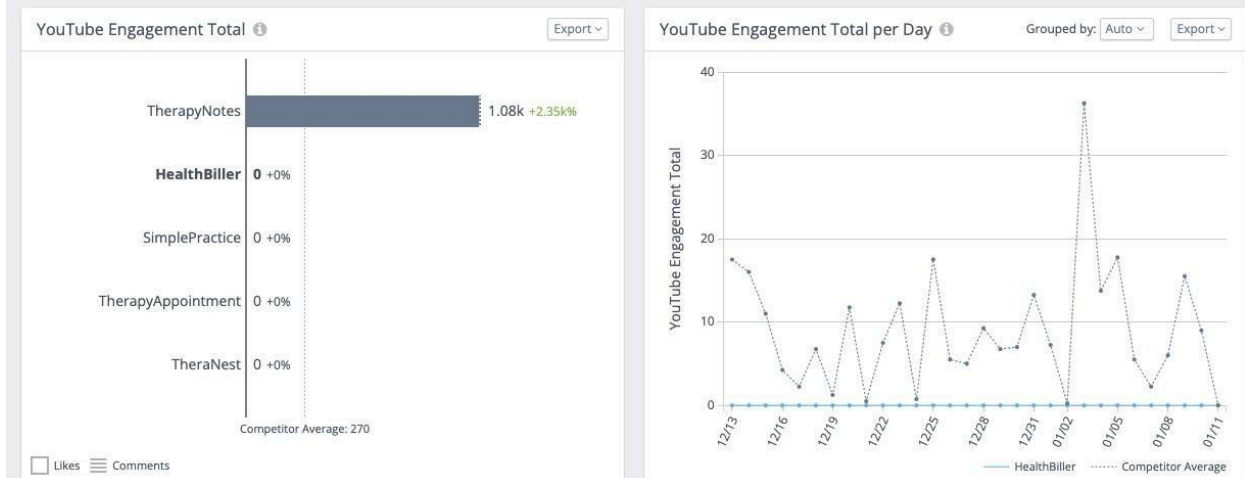 YouTube Engagement Total
Export
TherapyNotes
1.08k +2.35k%
HealthBiller
0 +0%
SimplePractice
0 +0%
TherapyAppointment
0 +0%
TheraNest
0 +0%
Competitor Average: 270
Likes
Comments
YouTube Engagement Total per Day
Grouped by: Auto
Export
YouTube Engagement Total
40
30
20
10
0
12/13
12/16
12/19
12/22
12/25
12/28
12/31
01/02
01/05
01/08
01/11
HealthBiller
Competitor Average